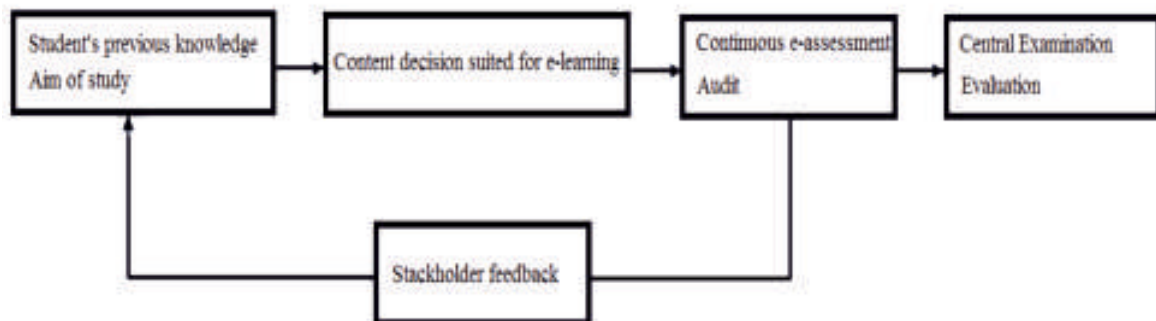 Student's previous knowledge
Aim of study
Content decision suited for e-learning
Continuous e-assessment
Audit
Central Examination
Evaluation
Stackholder feedback